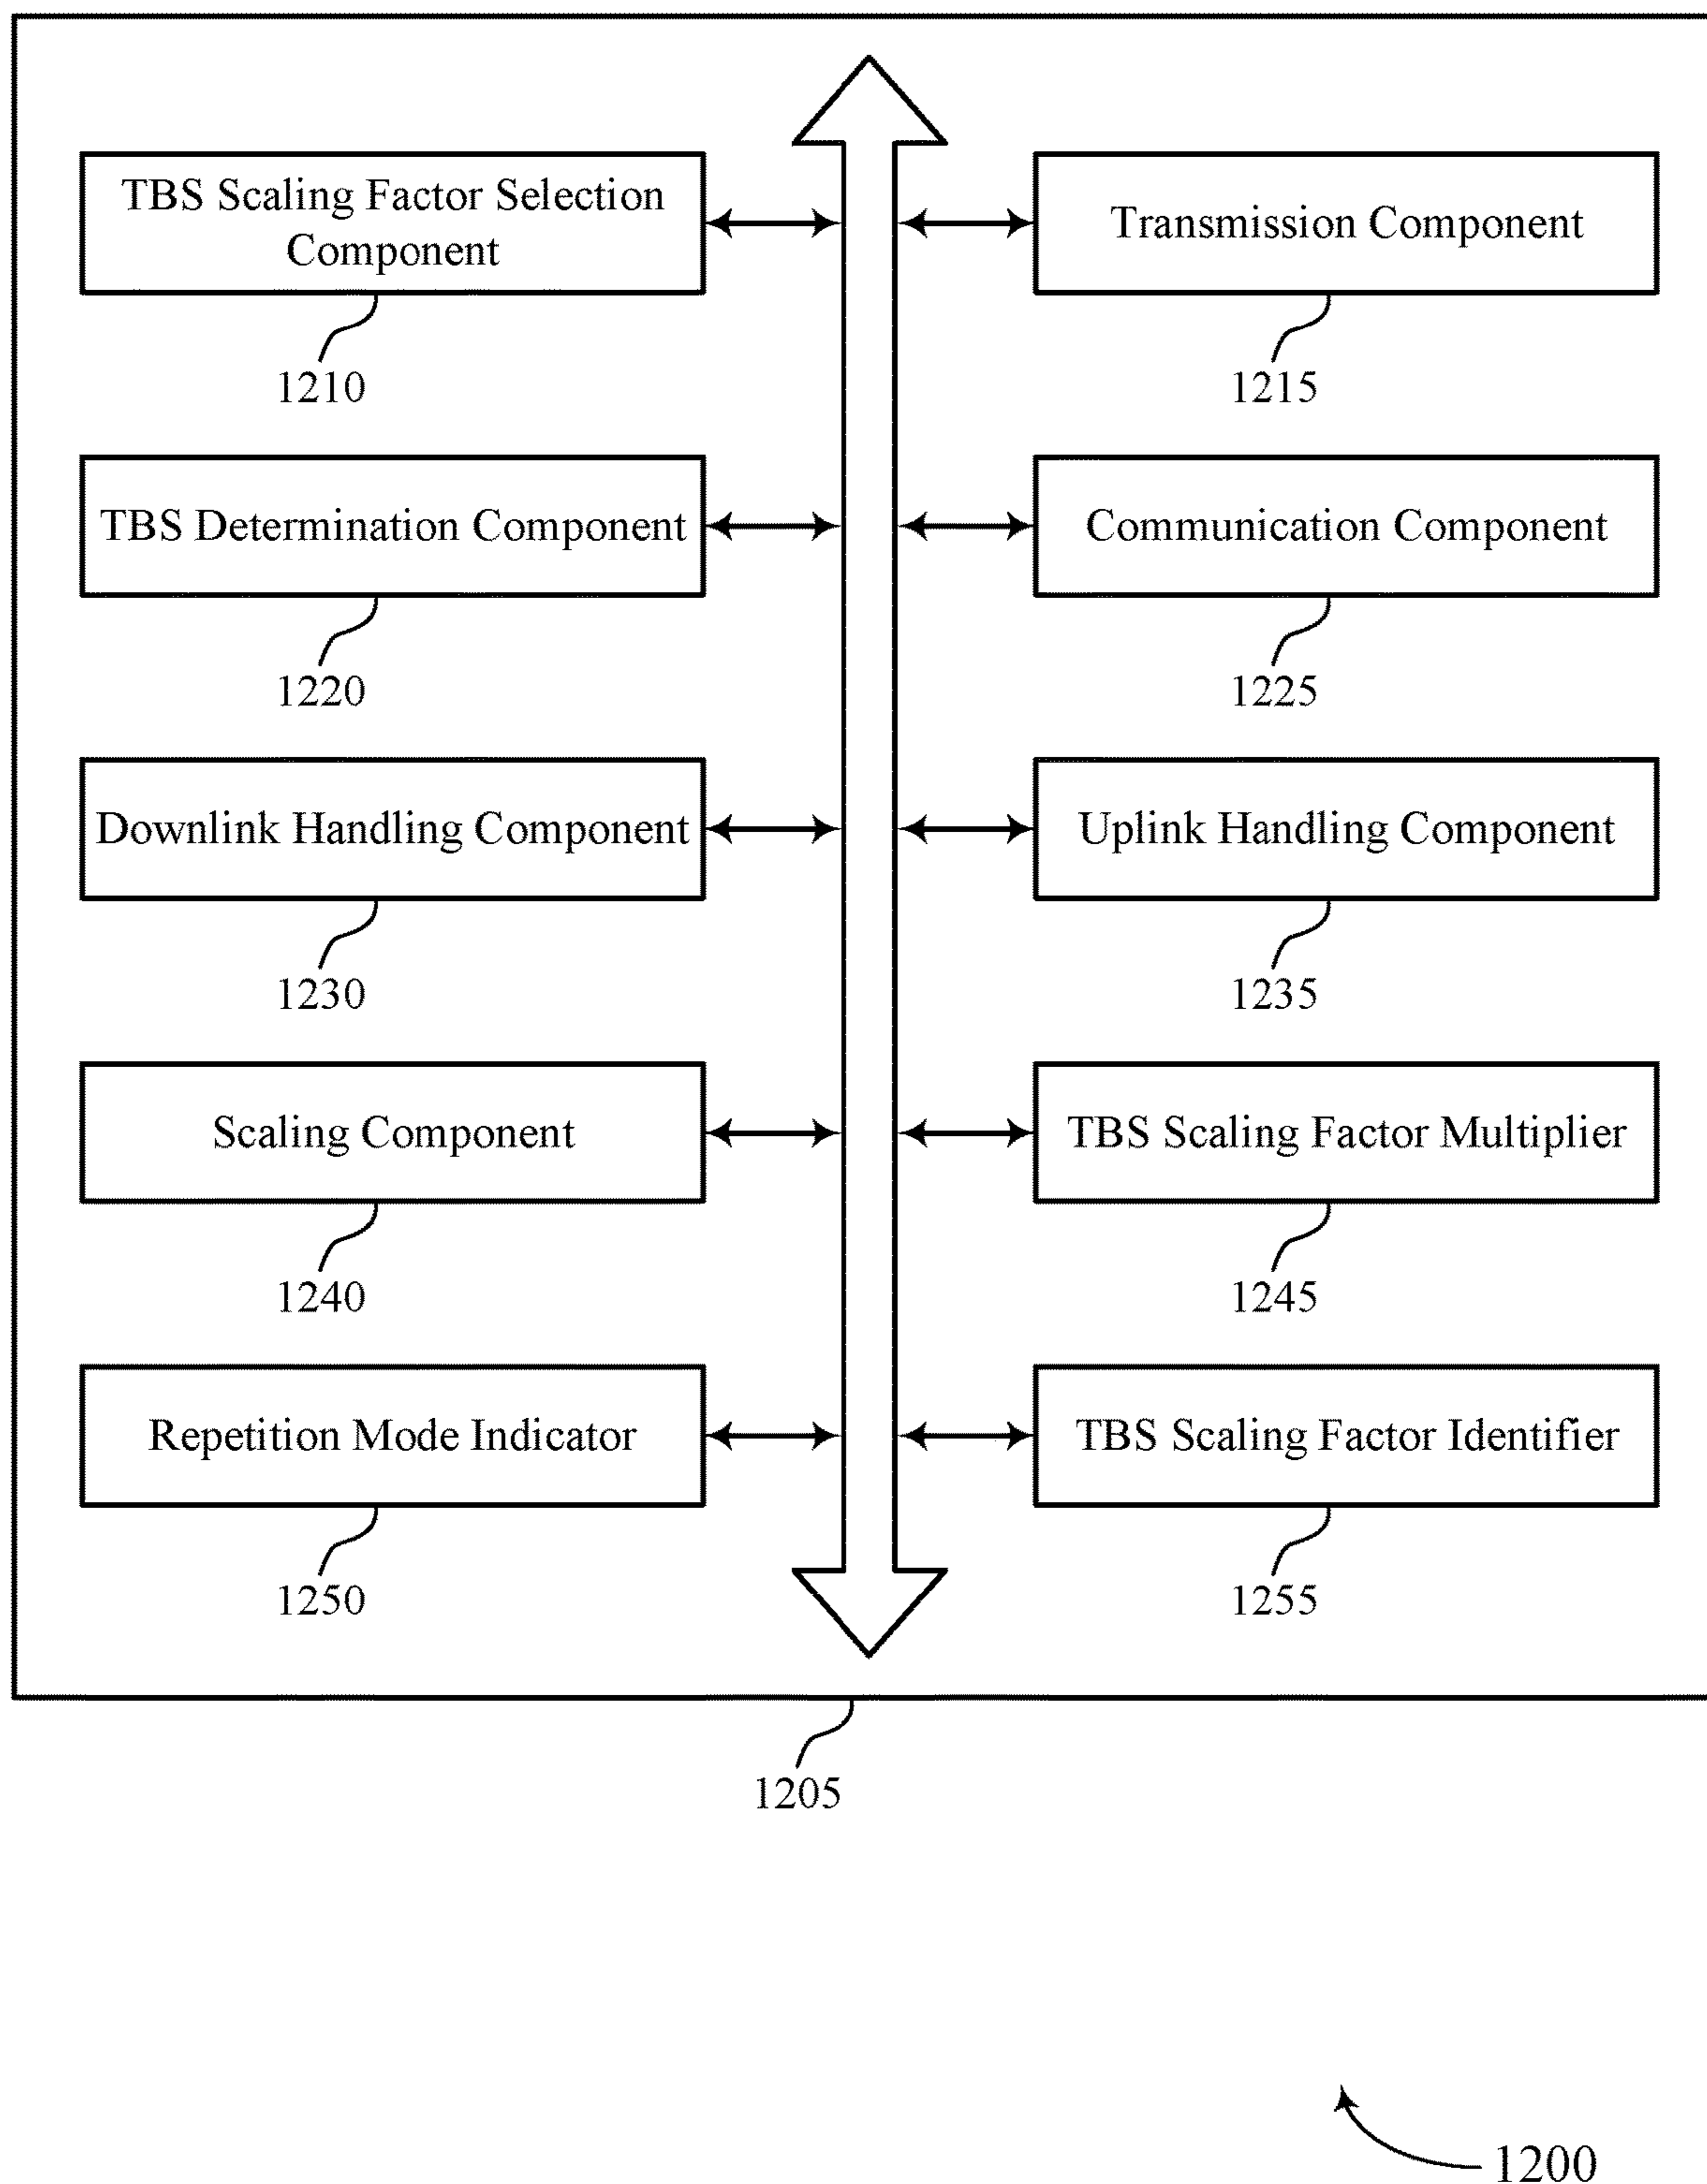 TBS Scaling Factor Selection
Component
1210
Transmission Component
1215
TBS Determination Component
1220
Communication Component
1225
Downlink Handling Component
1230
Uplink Handling Component
1235
Scaling Component
1240
TBS Scaling Factor Multiplier
1245
Repetition Mode Indicator
1250
TBS Scaling Factor Identifier
1255
1205
1200